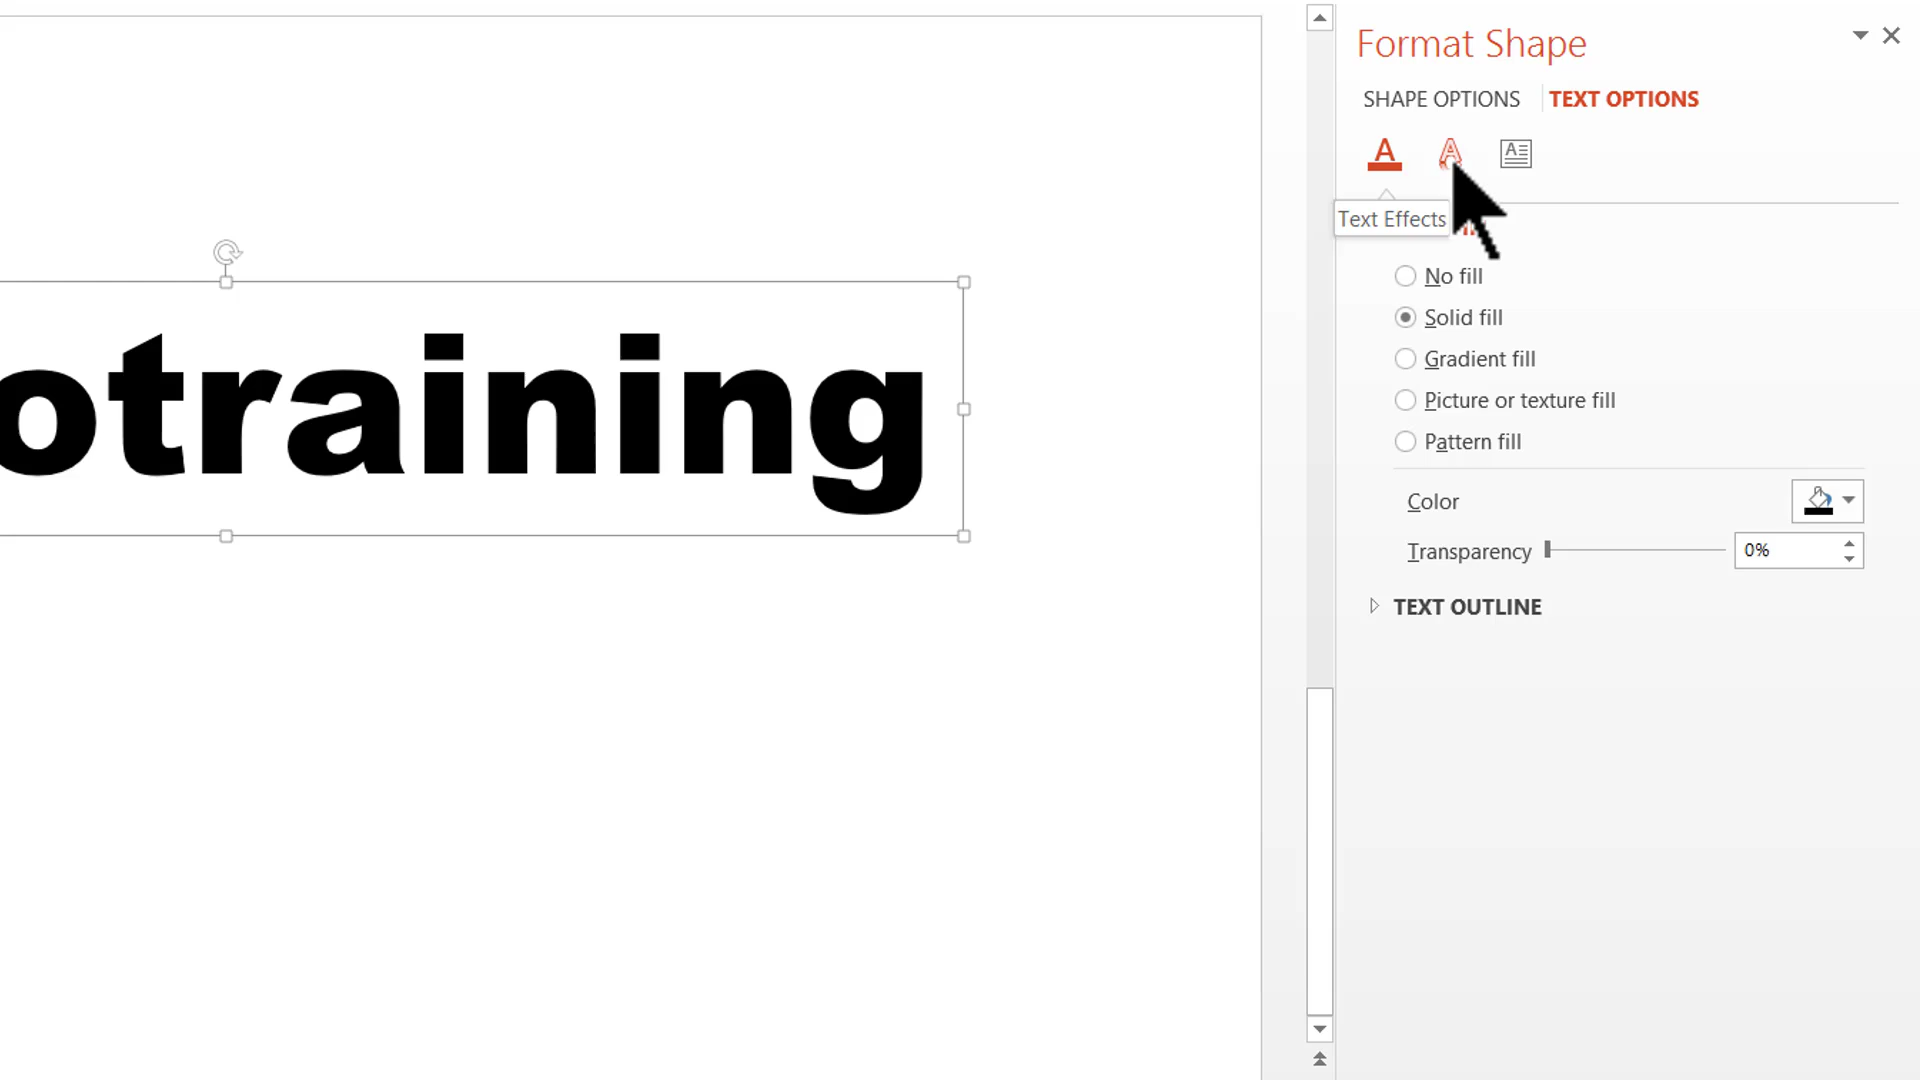 Format Shape
SHAPE OPTIONS TEXT OPTIONS
Text Effects
No fill
Solid fill
otraining
Gradient fill
Picture or texture fill
Pattern fill
Color
Transparency 0%
TEXT OUTLINE